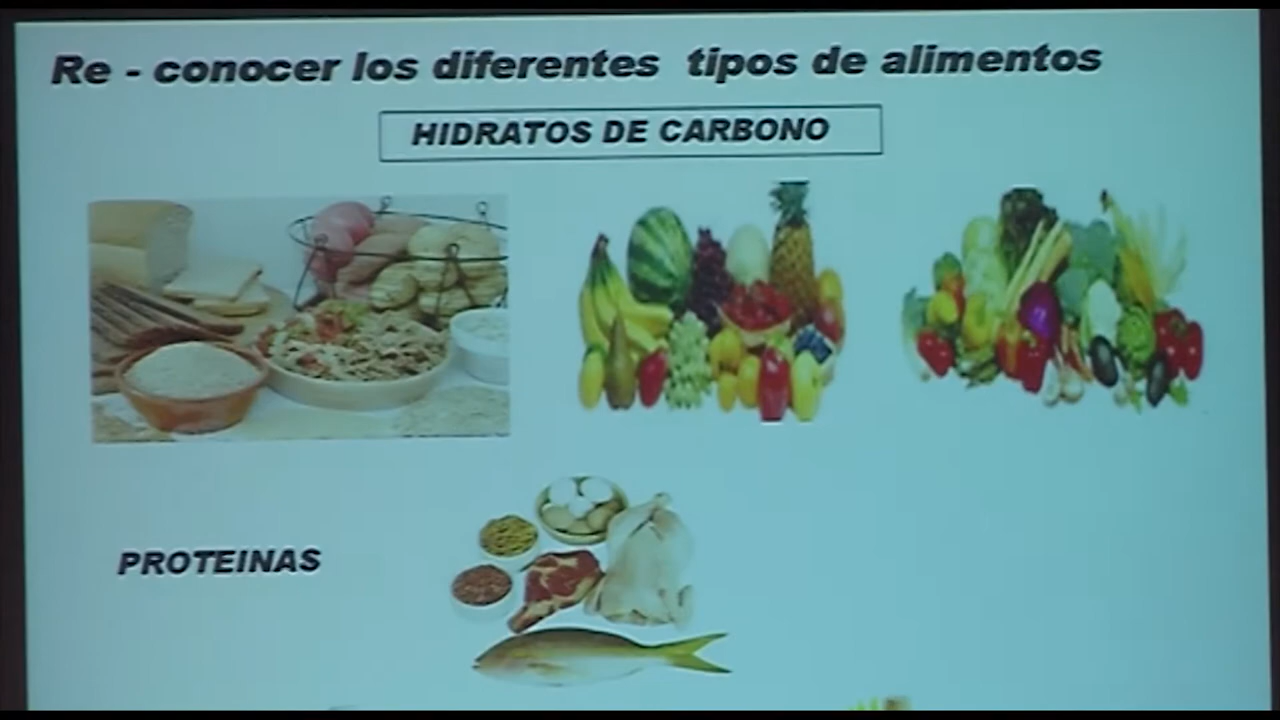 Re - conocer los diferentes tipos de alimentos
HIDRATOS DE CARBONO
PROTEINAS